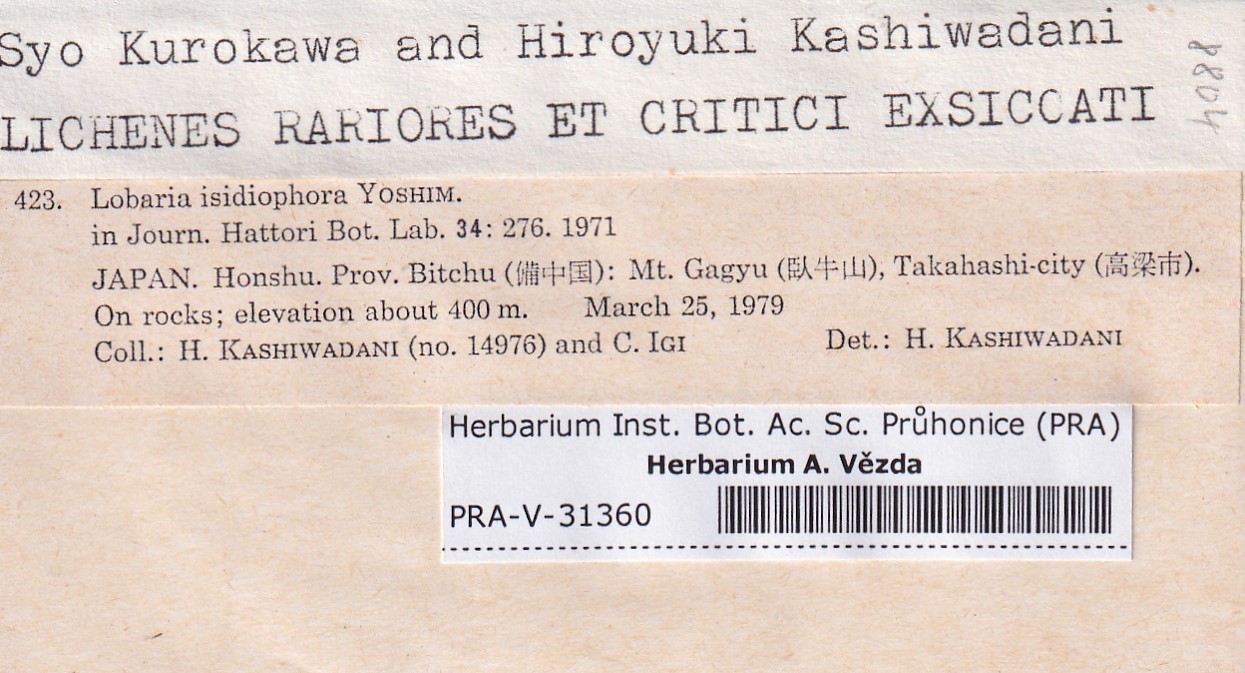 Syo Kurokawa and Hiroyuki Kashiwadani
LICHENES RARIORES ET CRITICI EXSICCATI
4088
423. Lobaria isidiophora YOSHIM.
in Journ. Hattori Bot. Lab. 34: 276. 1971
JAPAN. Honshu. Prov. Bitchu (備中国): Mt. Gagyu (臥牛山), Takahashi-city (高梁市).
On rocks; elevation about 400 m. March 25, 1979
Coll.: H. KASHIWADANI (no. 14976) and C. IGI Det.: H. KASHIWADANI
Herbarium Inst. Bot. Ac. Sc. Průhonice (PRA)
Herbarium A. Vězda
PRA-V-31360